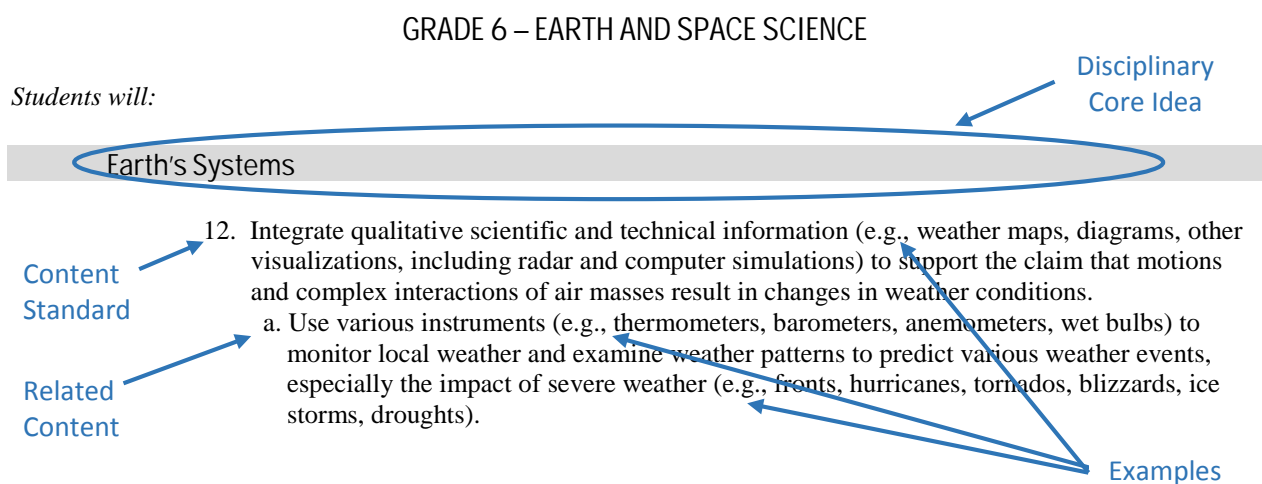 GRADE 6 – EARTH AND SPACE SCIENCE
Disciplinary
Core Idea
Students will:
Earth's Systems
12. Integrate qualitative scientific and technical information (e.g., weather maps, diagrams, other
visualizations, including radar and computer simulations) to support the claim that motions
and complex interactions of air masses result in changes in weather conditions.
Content
Standard
a. Use various instruments (e.g., thermometers, barometers, anemometers, wet bulbs) to
monitor local weather and examine weather patterns to predict various weather events,
especially the impact of severe weather (e.g., fronts, hurricanes, tornados, blizzards, ice
storms, droughts).
Related
Content
Examples